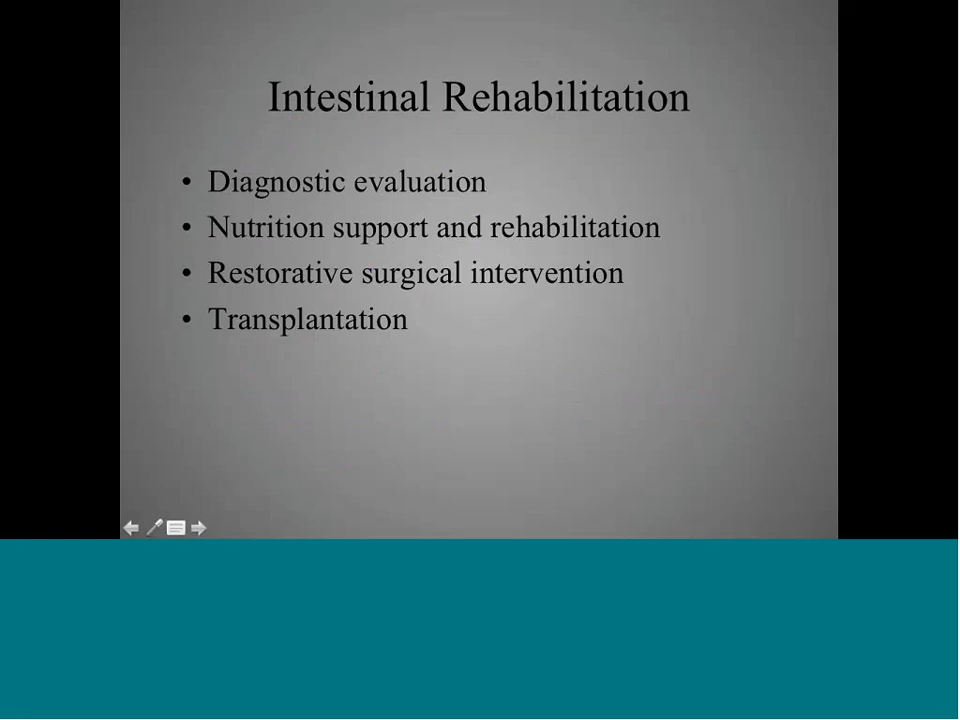 Intestinal Rehabilitation
• Diagnostic evaluation
• Nutrition support and rehabilitation
• Restorative surgical intervention
• Transplantation